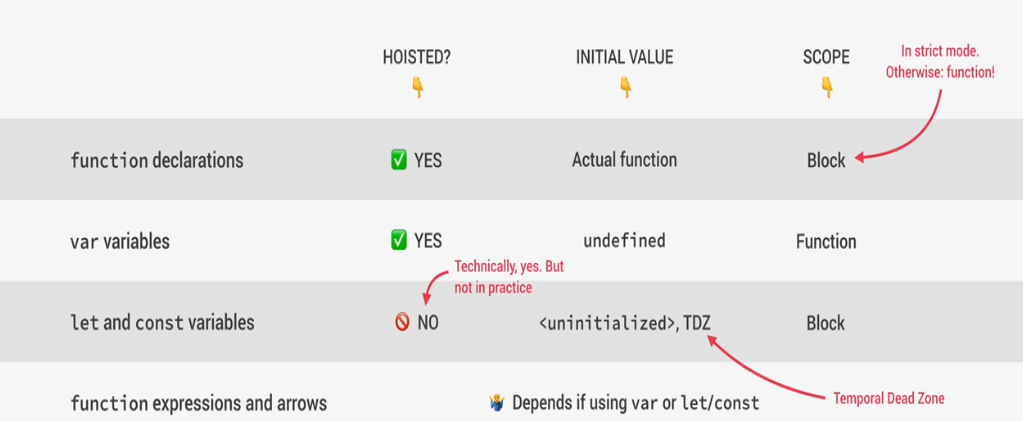 HOISTED? INITIAL VALUE SCOPE
In strict mode.
Otherwise: function!
function declarations YES Actual function Block
var variables YES undefined Function
Technically, yes. But
not in practice
let and const variables NO <uninitialized>, TDZ Block
Temporal Dead Zone
function expressions and arrows Depends if using var or let/const